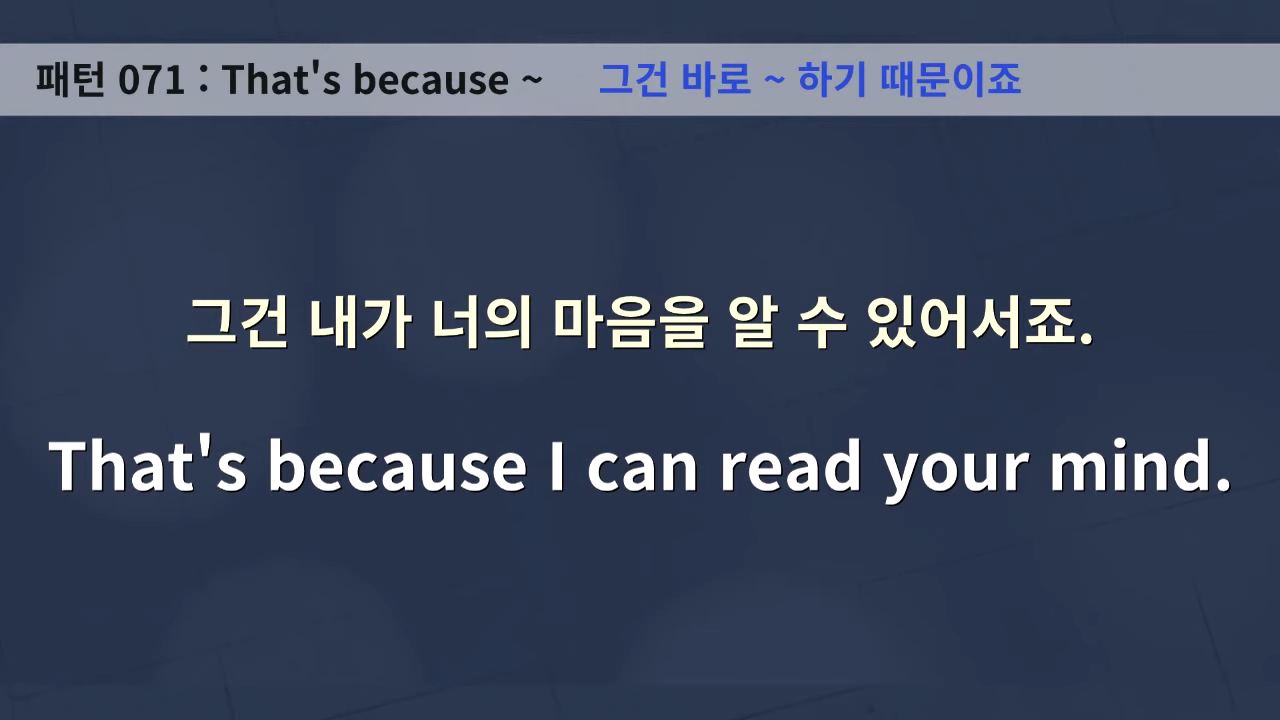 패턴 071 : That's because ~ 그건 바로 ~ 하기 때문이죠
그건 내가 너의 마음을 알 수 있어서죠.
That's because I can read your mind.